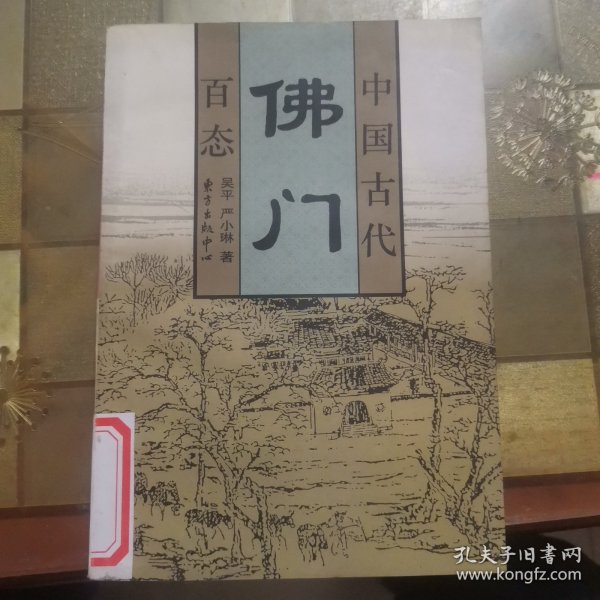 中国古代
佛门
百态
吴平 严小琳 著
东方出版中心
孔夫子旧书网
www.kongfz.com